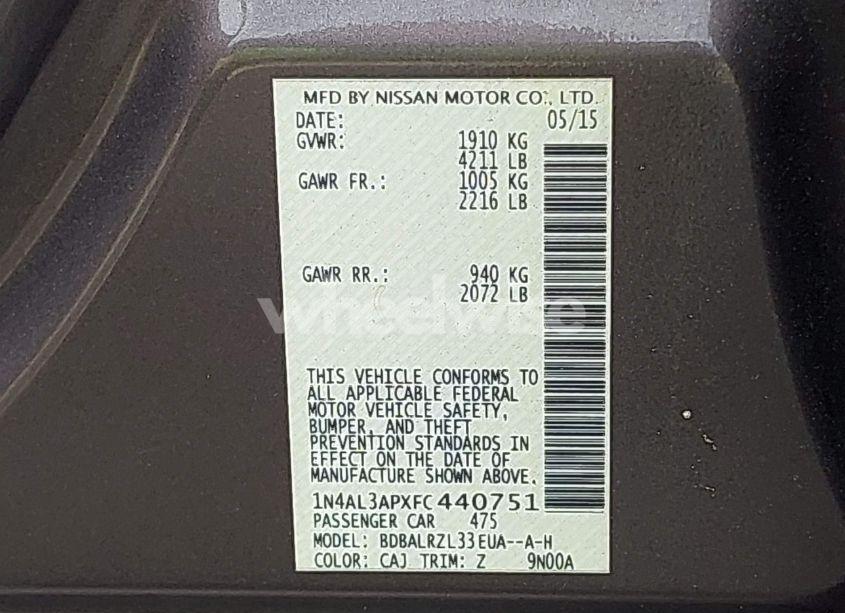 MFD BY NISSAN MOTOR CO., LTD.
DATE: 05/15
GVWR: 1910 KG
4211 LB
GAWR FR.: 1005 KG
2216 LB
GAWR RR.: 940 KG
2072 LB
wheelwise
THIS VEHICLE CONFORMS TO
ALL APPLICABLE FEDERAL
MOTOR VEHICLE SAFETY,
BUMPER, AND THEFT
PREVENTION STANDARDS IN
EFFECT ON THE DATE OF
MANUFACTURE SHOWN ABOVE.
1N4AL3APXFC440751
PASSENGER CAR 475
MODEL: BDBALRZL33EUA--A-H
COLOR: CAJ TRIM: Z 9N00A